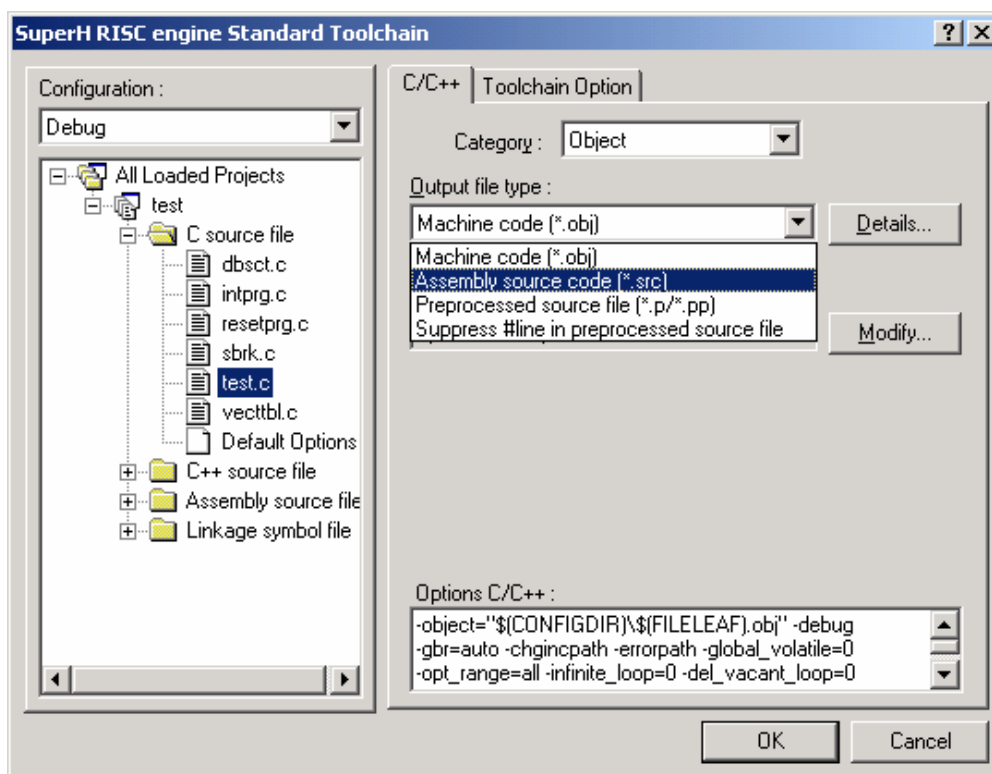 SuperH RISC engine Standard Toolchain
Configuration :
Debug
All Loaded Projects
test
C source file
dbsct.c
intprg.c
resetprg.c
sbrk.c
test.c
vecttbl.c
Default Options
C++ source file
Assembly source file
Linkage symbol file
C/C++
Toolchain Option
Category :
Object
Output file type :
Machine code (*.obj)
Details...
Machine code (*.obj)
Assembly source code (*.src)
Preprocessed source file (*.p/*.pp)
Suppress #line in preprocessed source file
Modify...
Options C/C++ :
-object="$(CONFIGDIR)\$(FILELEAF).obj" -debug
-gbr=auto -chgincpath -errorpath -global_volatile=0
-opt_range=all -infinite_loop=0 -del_vacant_loop=0
OK
Cancel